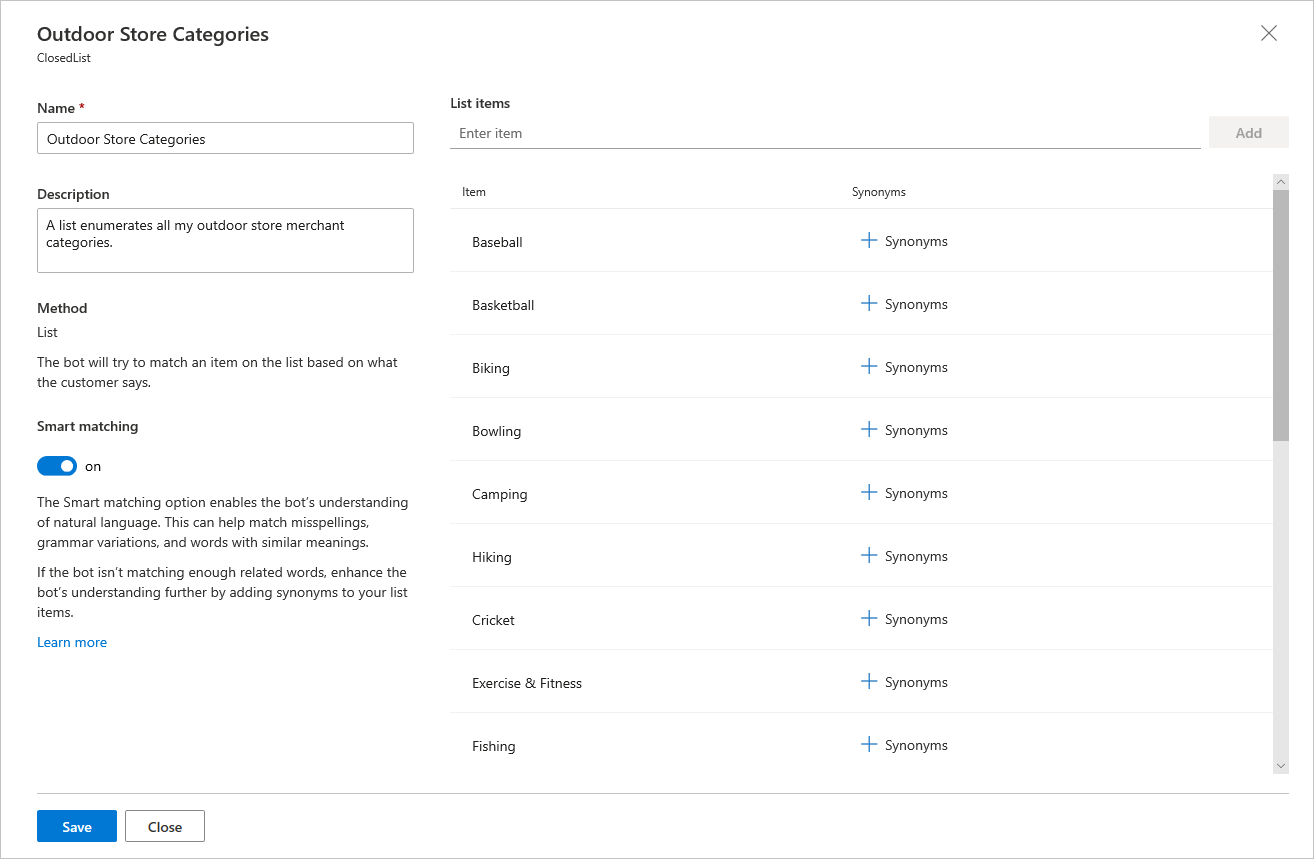 Outdoor Store Categories
ClosedList
Name *
Outdoor Store Categories
Description
A list enumerates all my outdoor store merchant
categories.
Method
List
The bot will try to match an item on the list based on what
the customer says.
Smart matching
on
The Smart matching option enables the bot’s understanding
of natural language. This can help match misspellings,
grammar variations, and words with similar meanings.
If the bot isn’t matching enough related words, enhance the
bot’s understanding further by adding synonyms to your list
items.
Learn more
List items
Enter item
Add
Item Synonyms
Baseball Synonyms
Basketball Synonyms
Biking Synonyms
Bowling Synonyms
Camping Synonyms
Hiking Synonyms
Cricket Synonyms
Exercise & Fitness Synonyms
Fishing Synonyms
Save Close